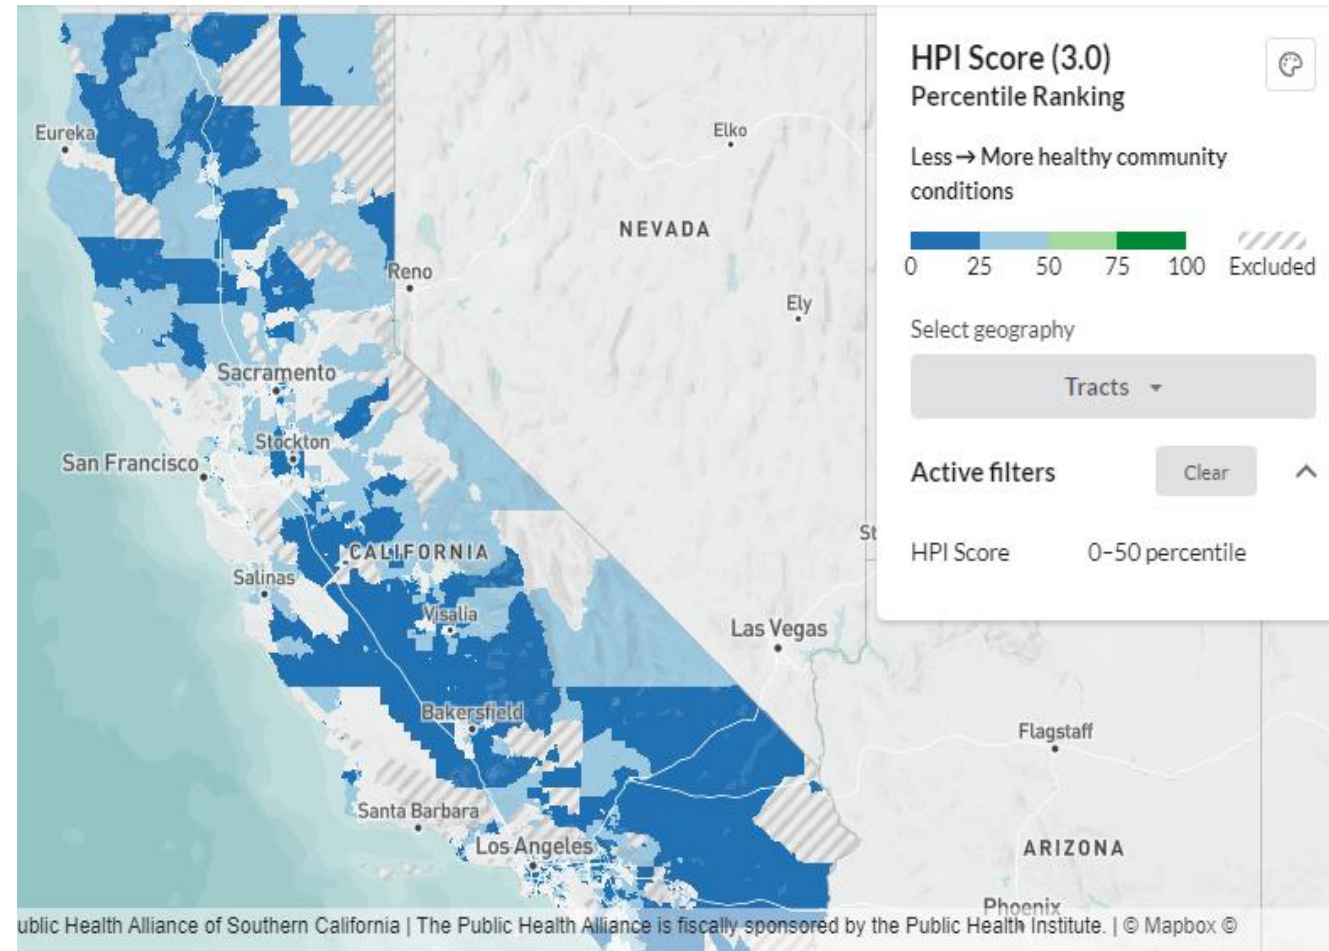 HPI Score (3.0)
Percentile Ranking
Less → More healthy community
conditions
0 25 50 75 100 Excluded
Select geography
Tracts
Active filters
Clear
HPI Score 0–50 percentile
Eureka
Elko
NEVADA
Reno
Ely
Sacramento
Stockton
San Francisco
St
CALIFORNIA
Salinas
Visalia
Las Vegas
Bakersfield
Flagstaff
Santa Barbara
Los Angeles
ARIZONA
Phoenix
ublic Health Alliance of Southern California | The Public Health Alliance is fiscally sponsored by the Public Health Institute. | © Mapbox ©